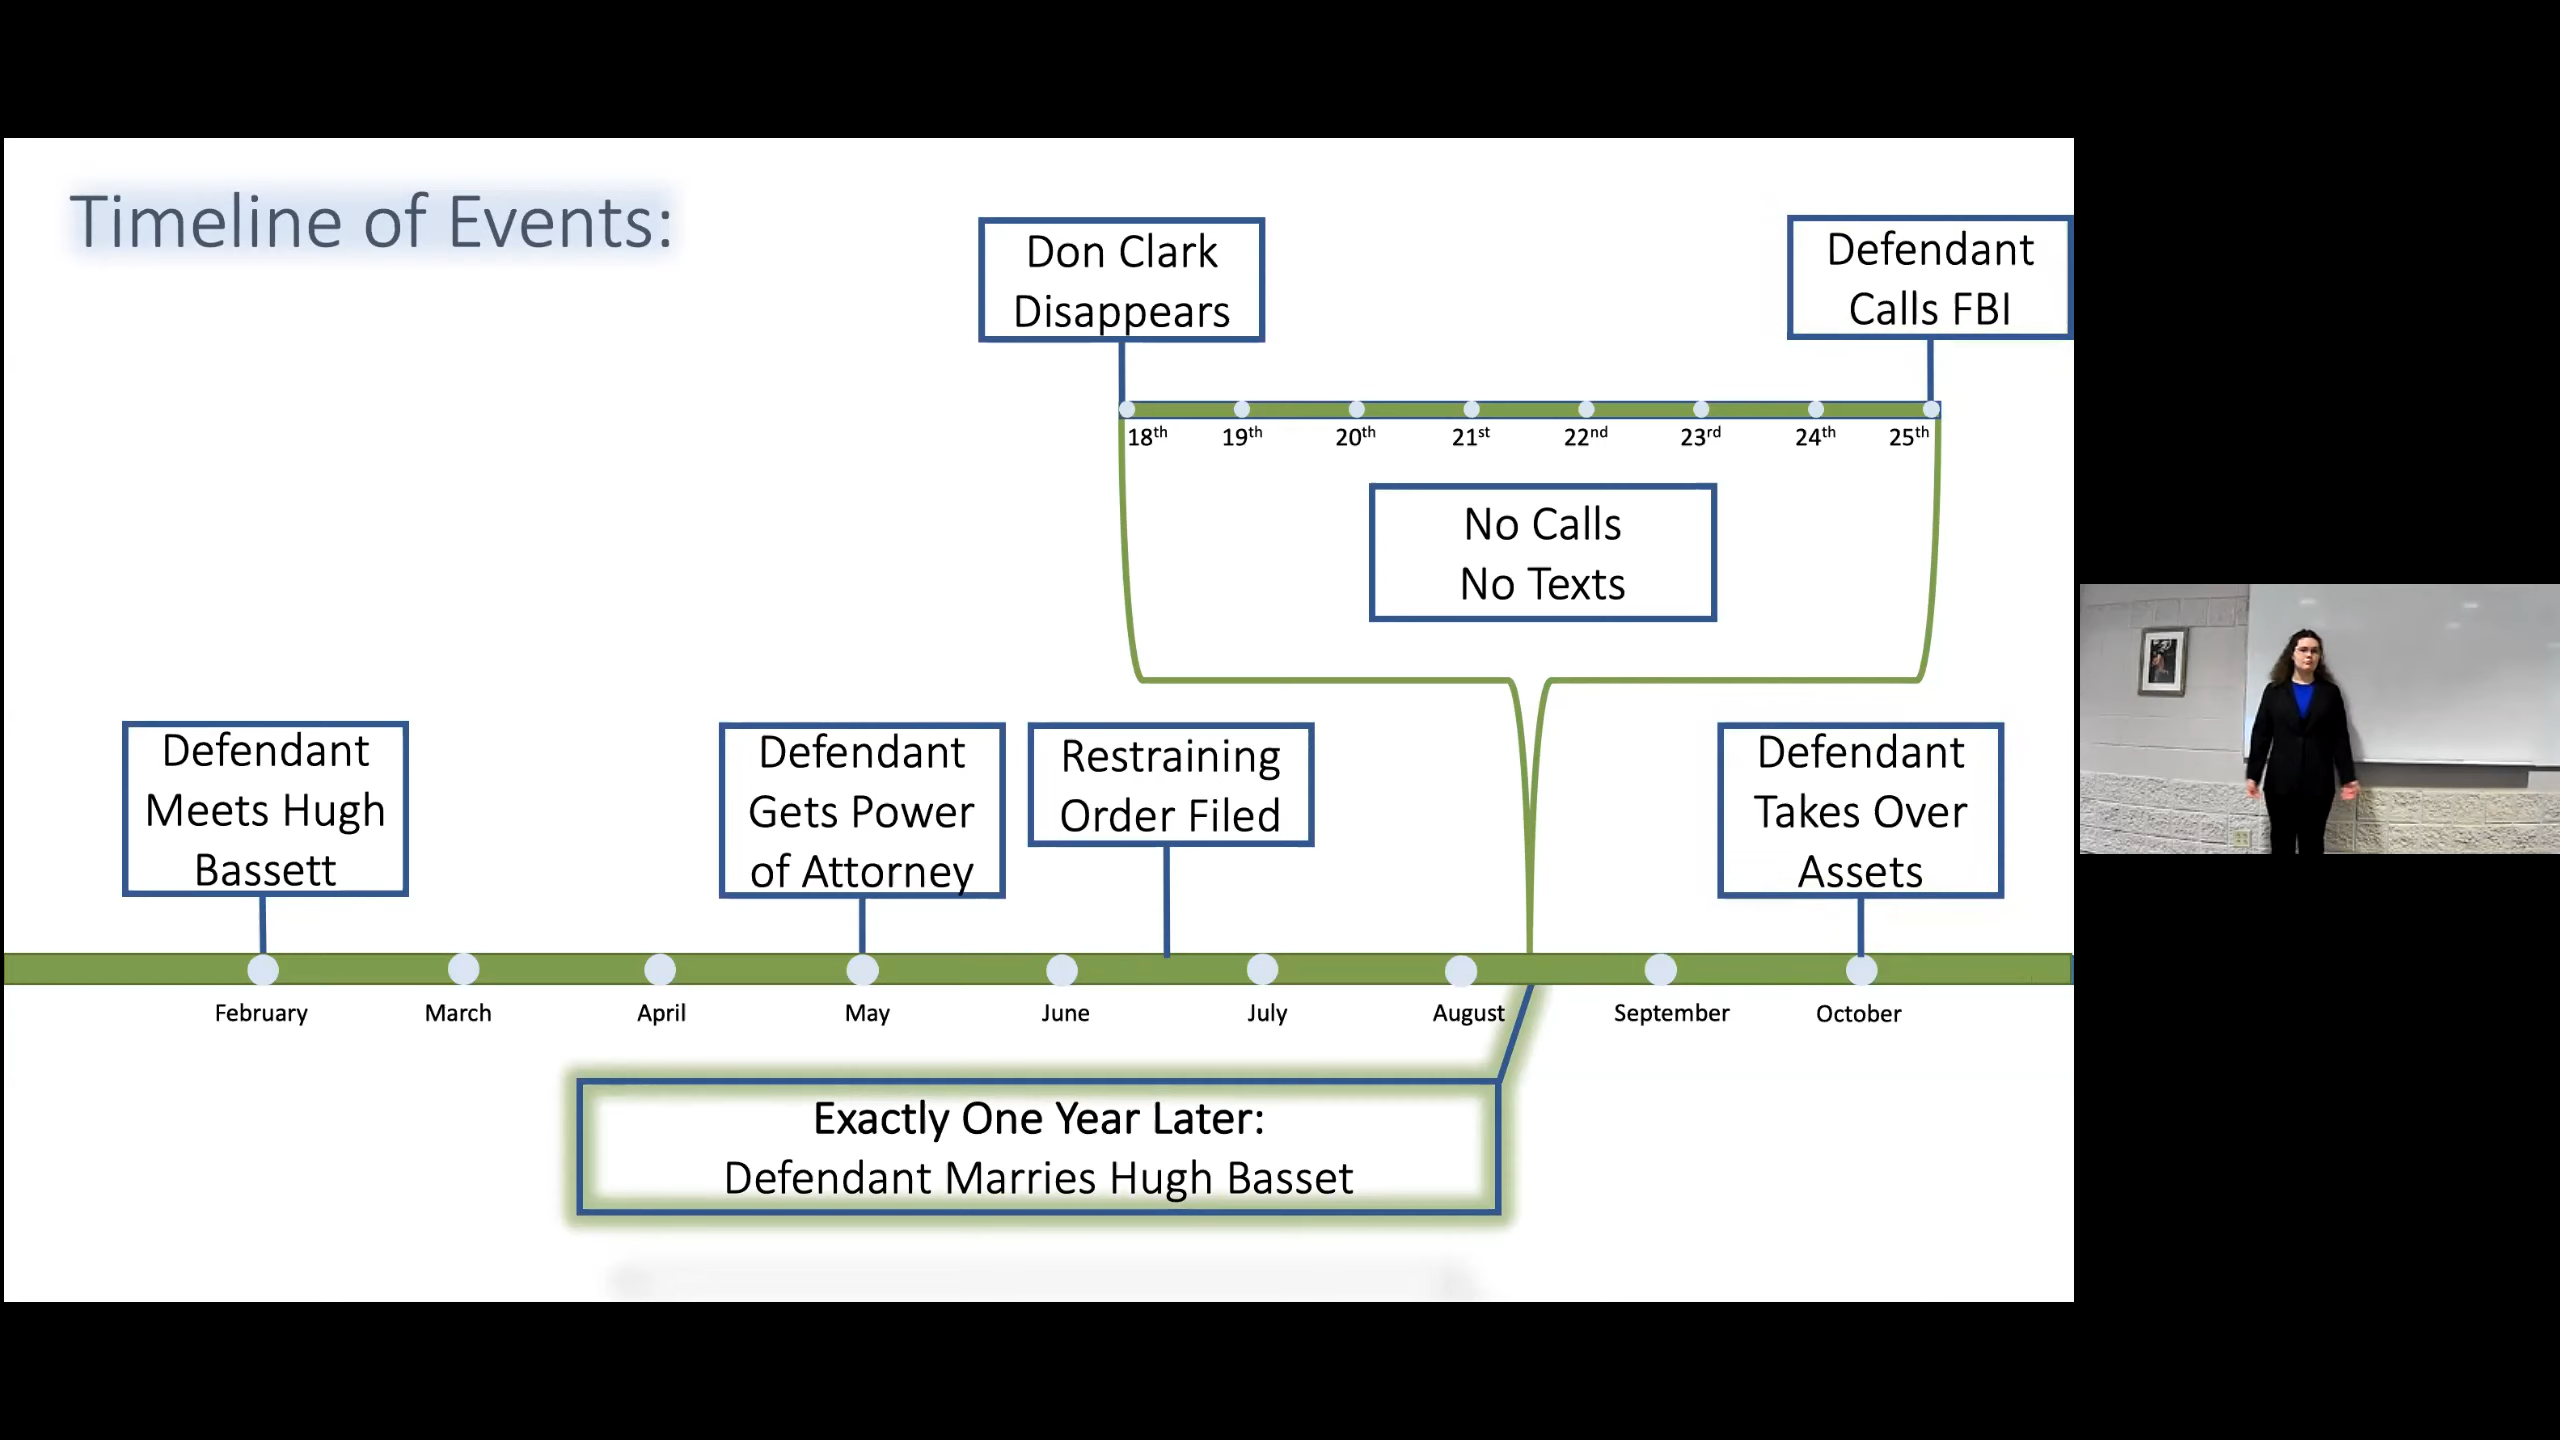 Timeline of Events:
Don Clark
Disappears
Defendant
Calls FBI
18th
19th
20th
21st
22nd
23rd
24th
25th
No Calls
No Texts
Defendant
Meets Hugh
Bassett
Defendant
Gets Power
of Attorney
Restraining
Order Filed
Defendant
Takes Over
Assets
February
March
April
May
June
July
August
September
October
Exactly One Year Later:
Defendant Marries Hugh Basset